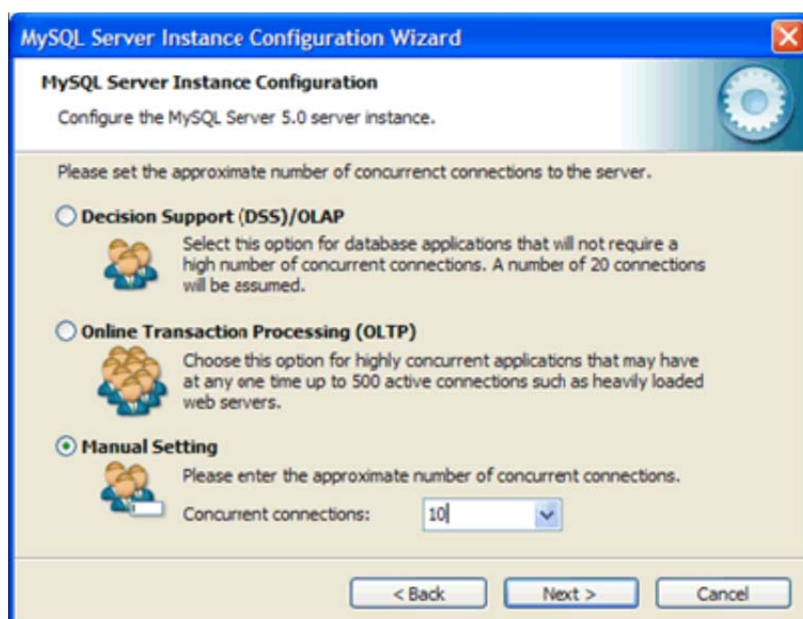 MySQL Server Instance Configuration Wizard
MySQL Server Instance Configuration
Configure the MySQL Server 5.0 server instance.
Please set the approximate number of concurrenct connections to the server.
Decision Support (DSS)/OLAP
Select this option for database applications that will not require a
high number of concurrent connections. A number of 20 connections
will be assumed.
Online Transaction Processing (OLTP)
Choose this option for highly concurrent applications that may have
at any one time up to 500 active connections such as heavily loaded
web servers.
Manual Setting
Please enter the approximate number of concurrent connections.
Concurrent connections: 10
< Back Next > Cancel